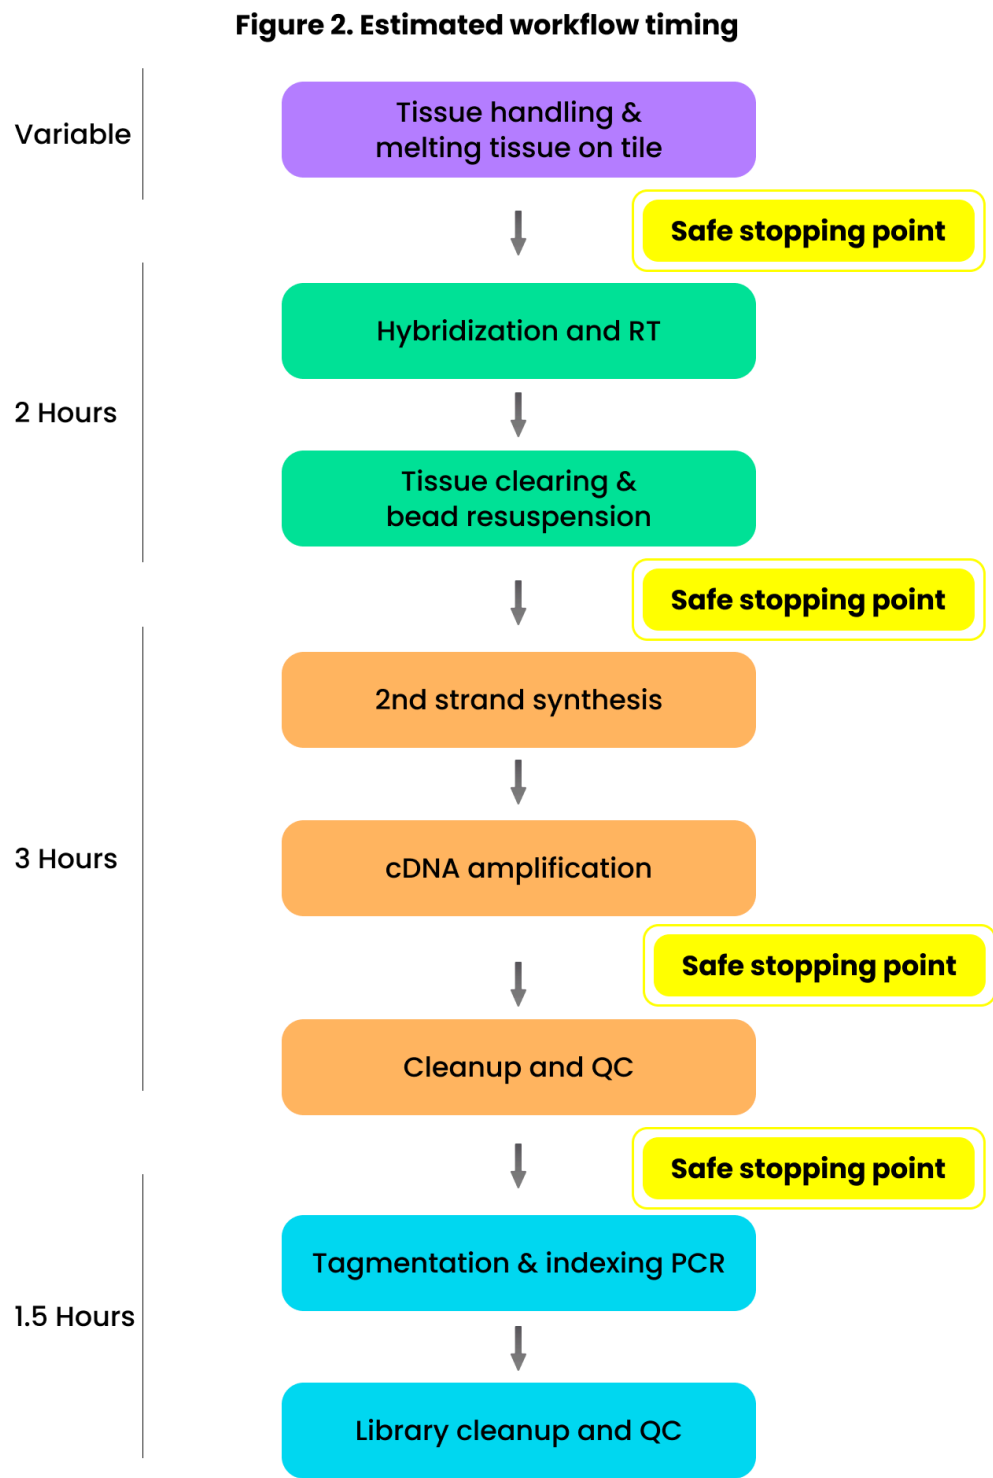 Figure 2. Estimated workflow timing
Variable
Tissue handling &
melting tissue on tile
Safe stopping point
Hybridization and RT
2 Hours
Tissue clearing &
bead resuspension
Safe stopping point
2nd strand synthesis
3 Hours
cDNA amplification
Safe stopping point
Cleanup and QC
Safe stopping point
Tagmentation & indexing PCR
1.5 Hours
Library cleanup and QC